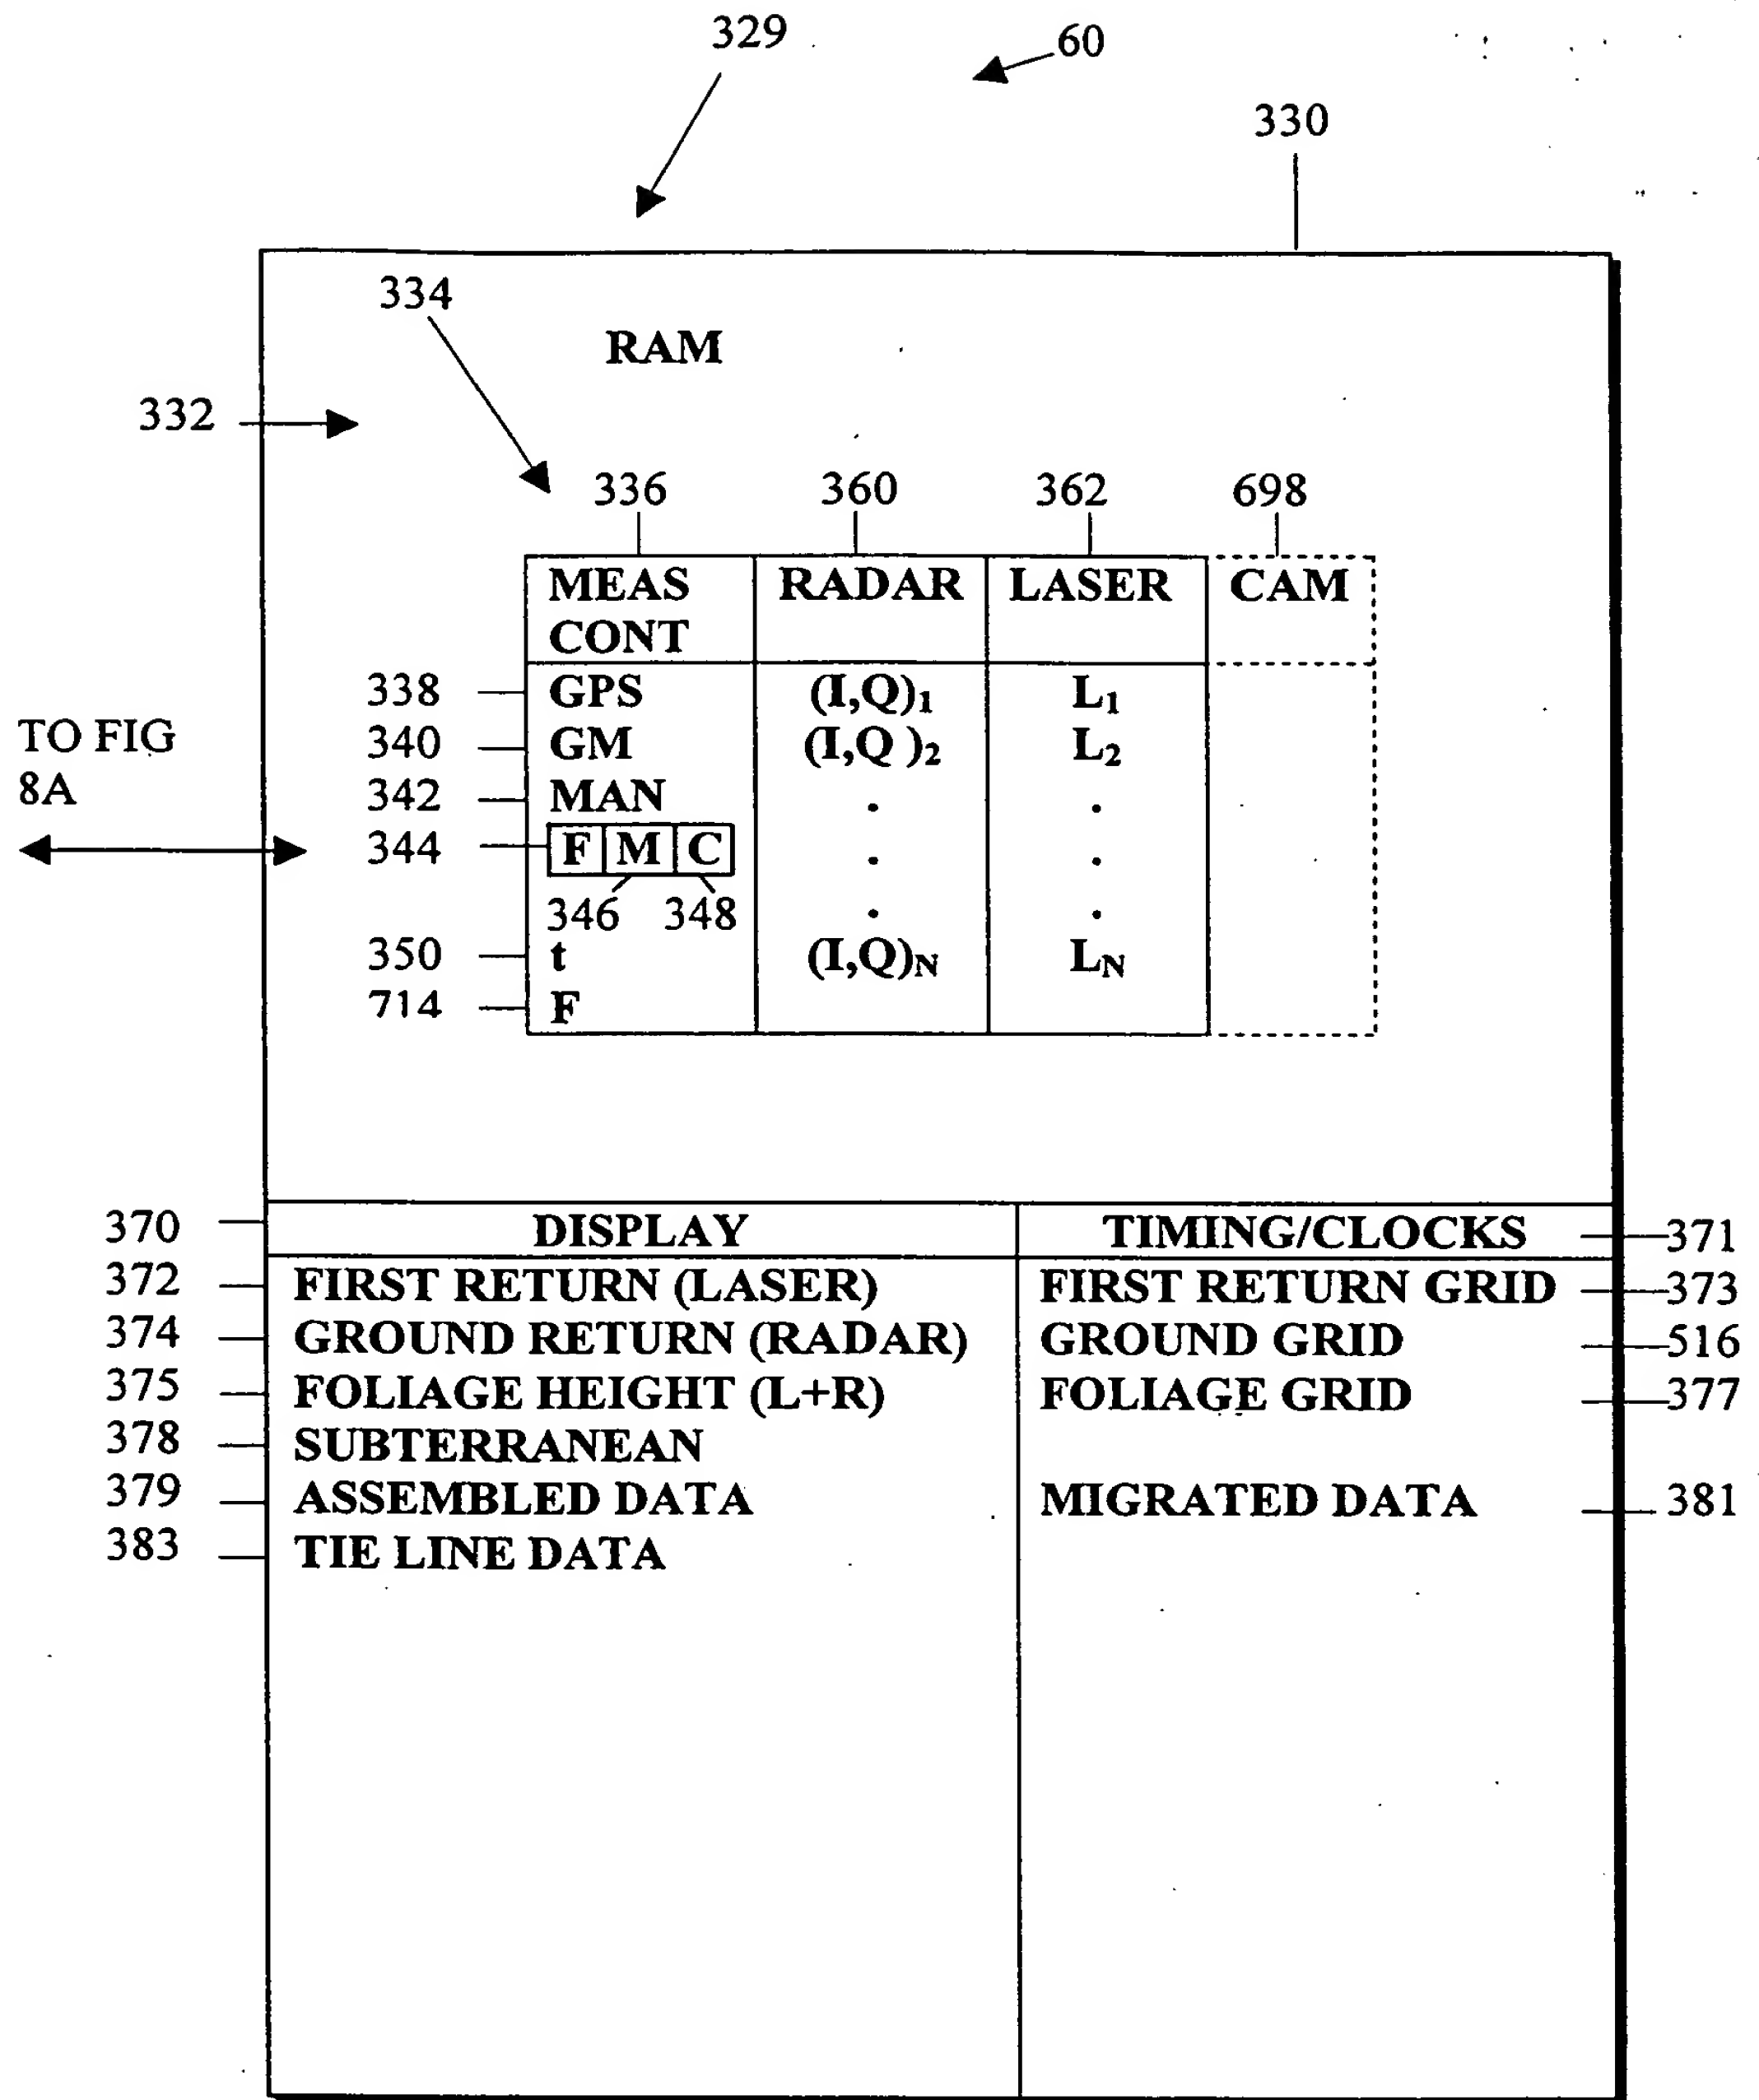 329
60
330
334
RAM
332
336 360 362 698
MEAS CONT RADAR LASER CAM
338 GPS (I,Q)₁ L₁
TO FIG 8A
340 GM (I,Q )₂ L₂
342 MAN . .
344 F M C . .
346 348 . .
350 t (I,Q)N LN
714 F
370 DISPLAY TIMING/CLOCKS 371
372 FIRST RETURN (LASER) FIRST RETURN GRID 373
374 GROUND RETURN (RADAR) GROUND GRID 516
375 FOLIAGE HEIGHT (L+R) FOLIAGE GRID 377
378 SUBTERRANEAN
379 ASSEMBLED DATA MIGRATED DATA 381
383 TIE LINE DATA